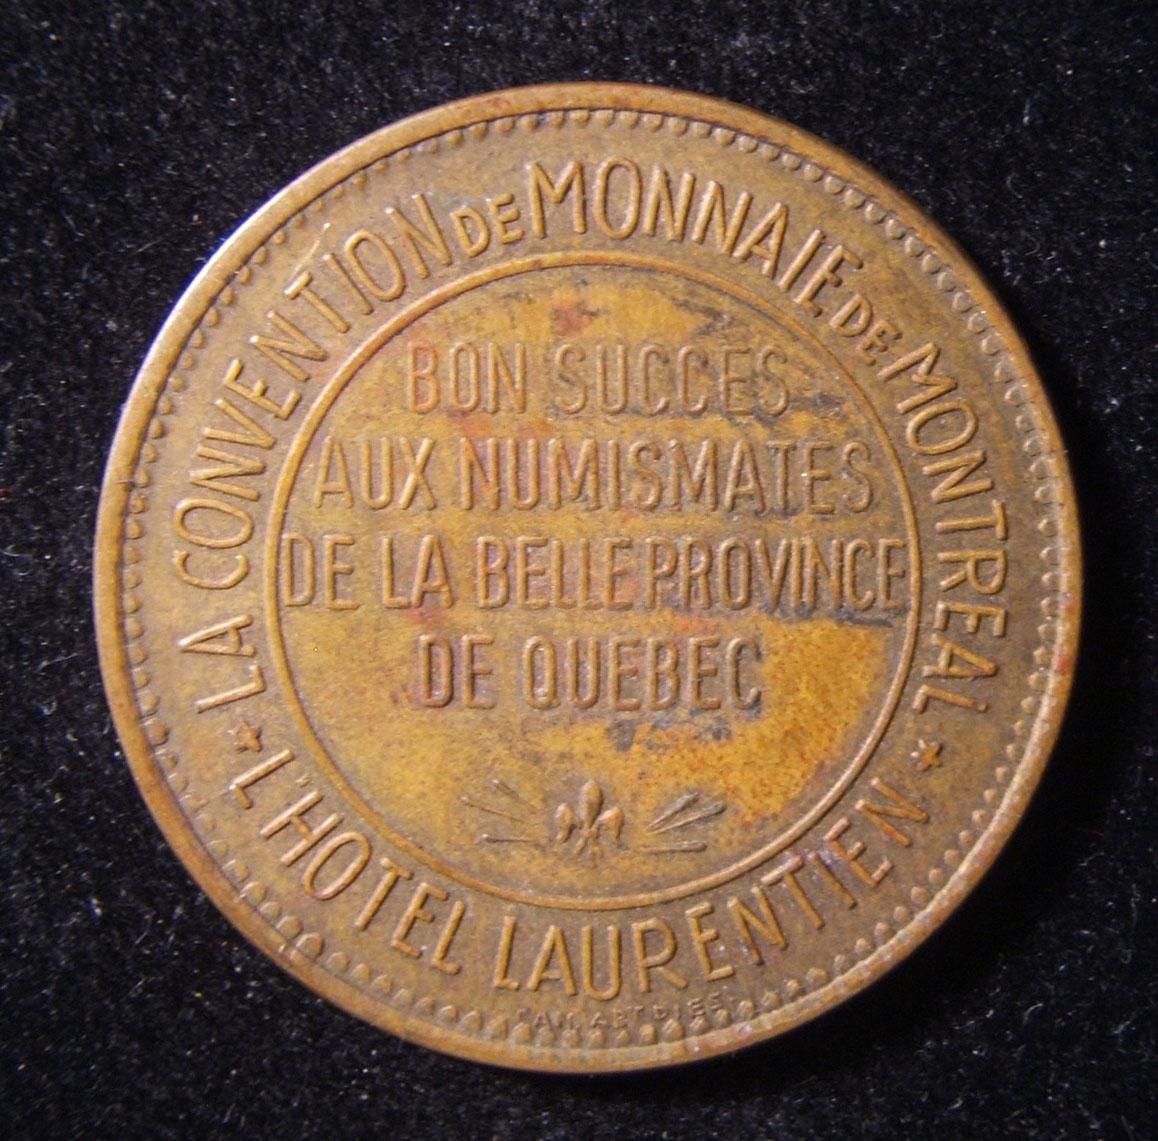 LA CONVENTION DE MONNAIE DE MONTREAL
BON SUCCES
AUX NUMISMATES
DE LA BELLE PROVINCE
DE QUEBEC
L'HOTEL LAURENTIEN